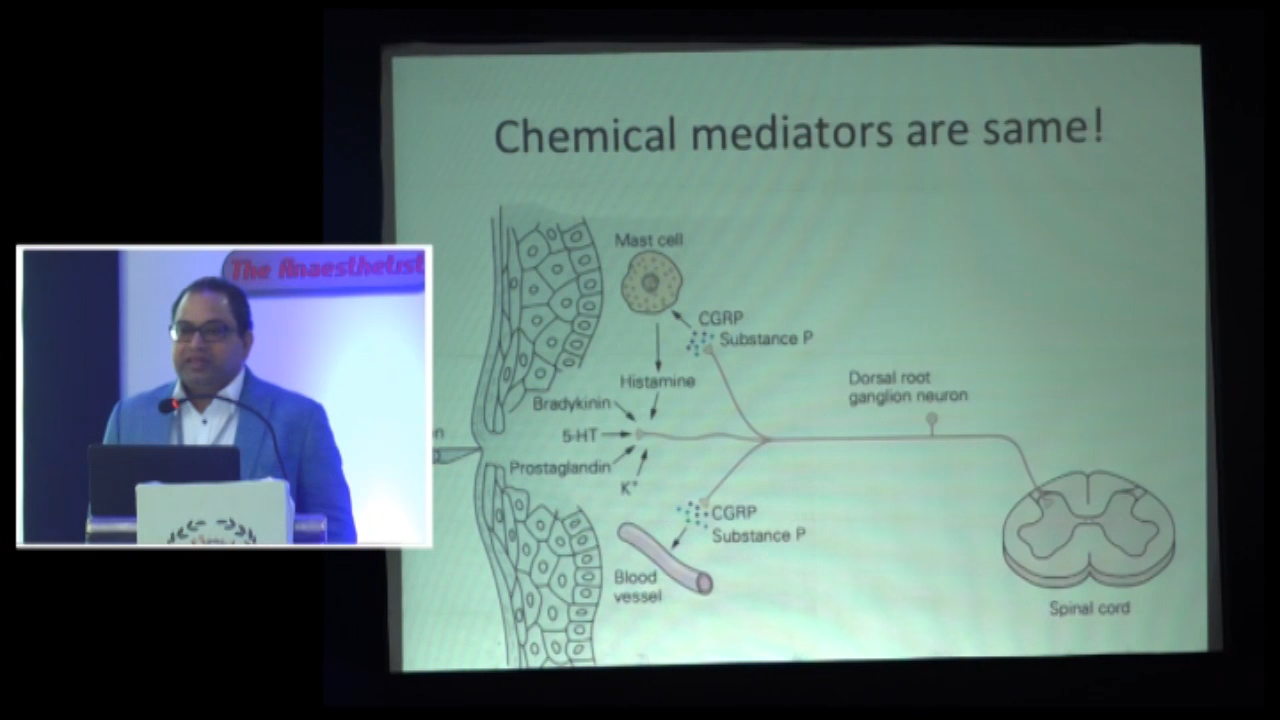 Chemical mediators are same!
Mast cell
CGRP
Substance P
Histamine
Dorsal root
ganglion neuron
Bradykinin
5-HT
Prostaglandin
K⁺
CGRP
Substance P
Blood
vessel
Spinal cord
The Anaesthetist